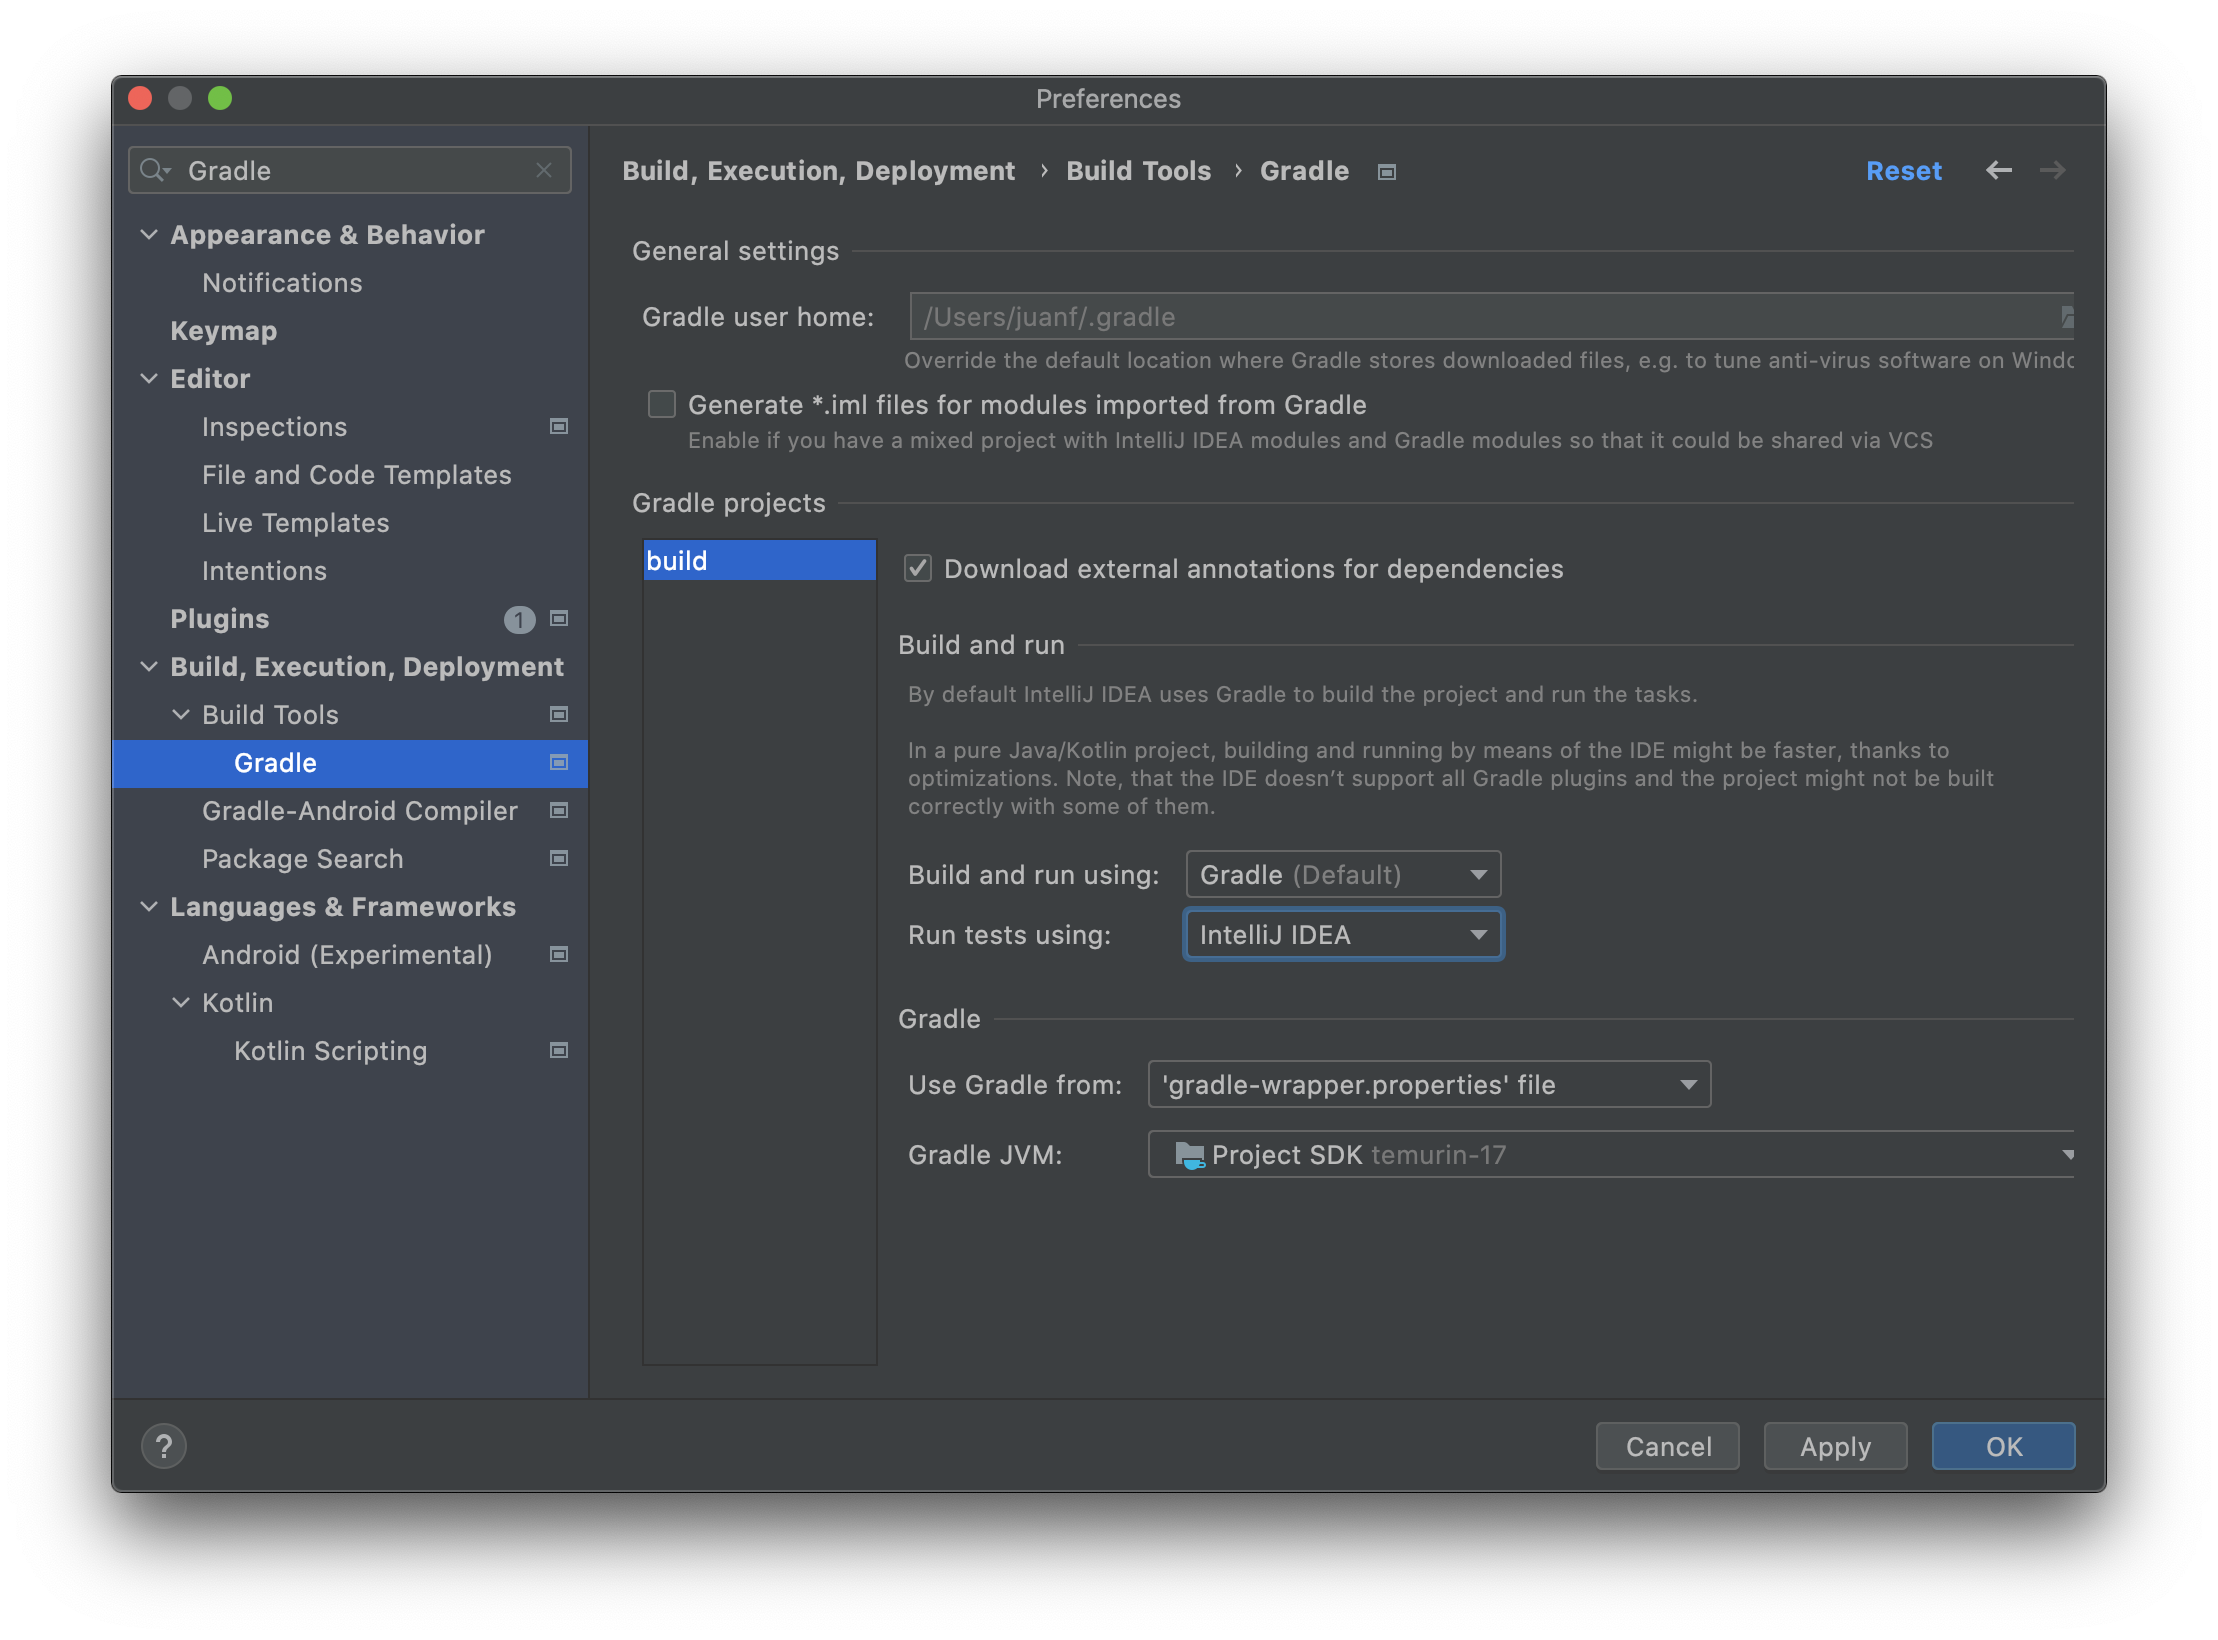 Preferences
Gradle
Appearance & Behavior
Notifications
Keymap
Editor
Inspections
File and Code Templates
Live Templates
Intentions
Plugins 1
Build, Execution, Deployment
Build Tools
Gradle
Gradle-Android Compiler
Package Search
Languages & Frameworks
Android (Experimental)
Kotlin
Kotlin Scripting
Build, Execution, Deployment › Build Tools › Gradle
Reset
General settings
Gradle user home: /Users/juanf/.gradle
Override the default location where Gradle stores downloaded files, e.g. to tune anti-virus software on
Generate *.iml files for modules imported from Gradle
Enable if you have a mixed project with IntelliJ IDEA modules and Gradle modules so that it could be shared via VCS
Gradle projects
build
Download external annotations for dependencies
Build and run
By default IntelliJ IDEA uses Gradle to build the project and run the tasks.
In a pure Java/Kotlin project, building and running by means of the IDE might be faster, thanks to
optimizations. Note, that the IDE doesn’t support all Gradle plugins and the project might not be built
correctly with some of them.
Build and run using: Gradle (Default)
Run tests using: IntelliJ IDEA
Gradle
Use Gradle from: 'gradle-wrapper.properties' file
Gradle JVM: Project SDK temurin-17
?
Cancel
Apply
OK